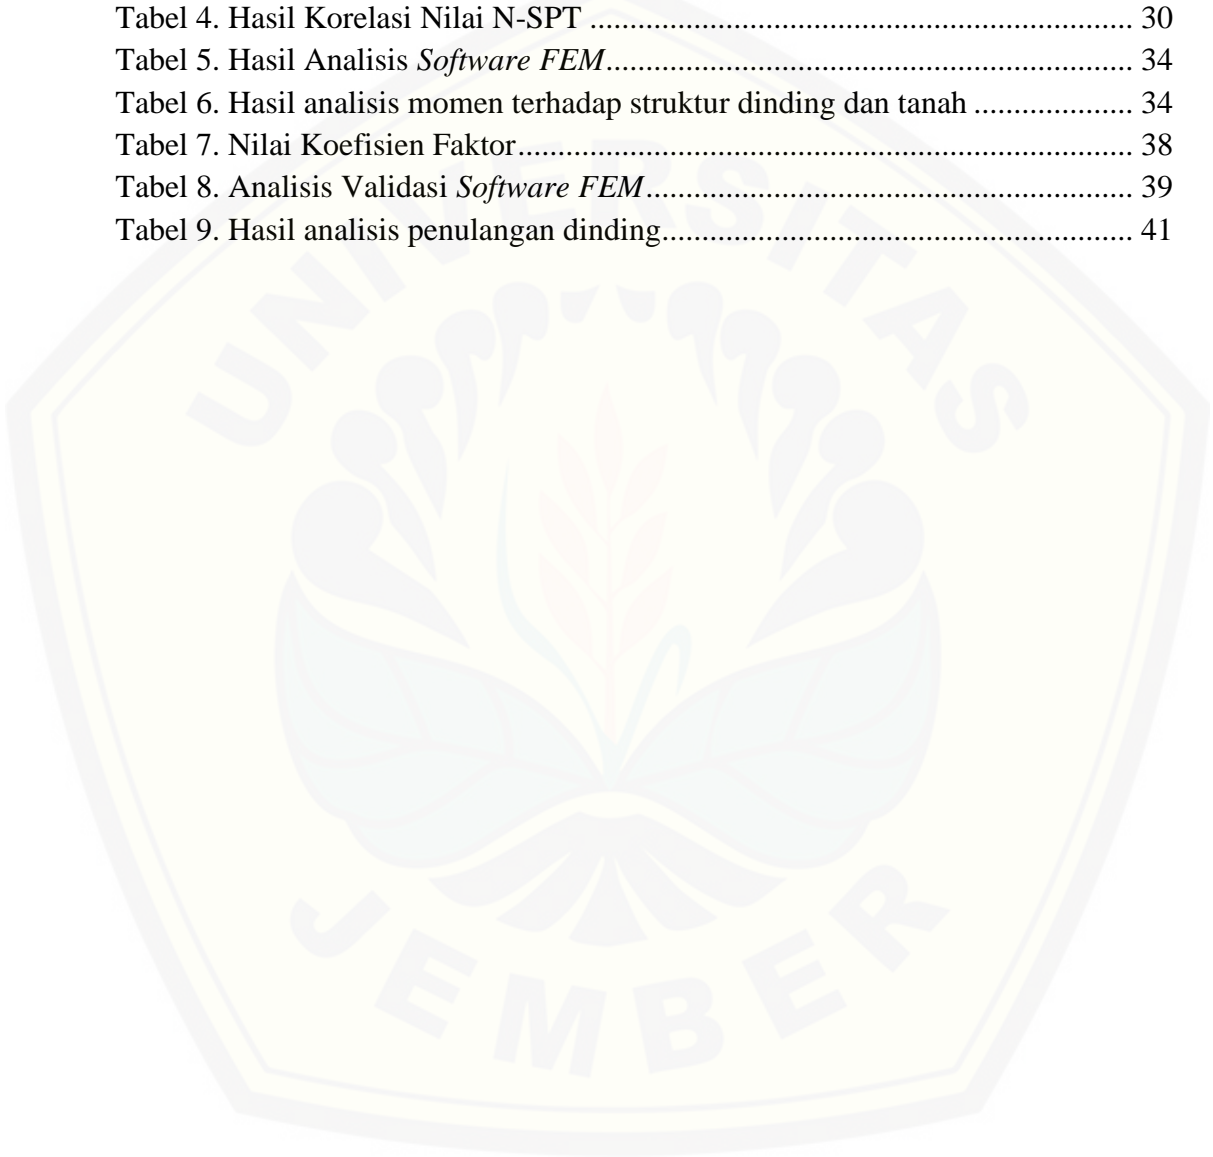 Tabel 4. Hasil Korelasi Nilai N-SPT .................................................................... 30
Tabel 5. Hasil Analisis Software FEM.................................................................. 34
Tabel 6. Hasil analisis momen terhadap struktur dinding dan tanah .................... 34
Tabel 7. Nilai Koefisien Faktor............................................................................. 38
Tabel 8. Analisis Validasi Software FEM............................................................. 39
Tabel 9. Hasil analisis penulangan dinding........................................................... 41
UNIVERSITAS
JEMBER